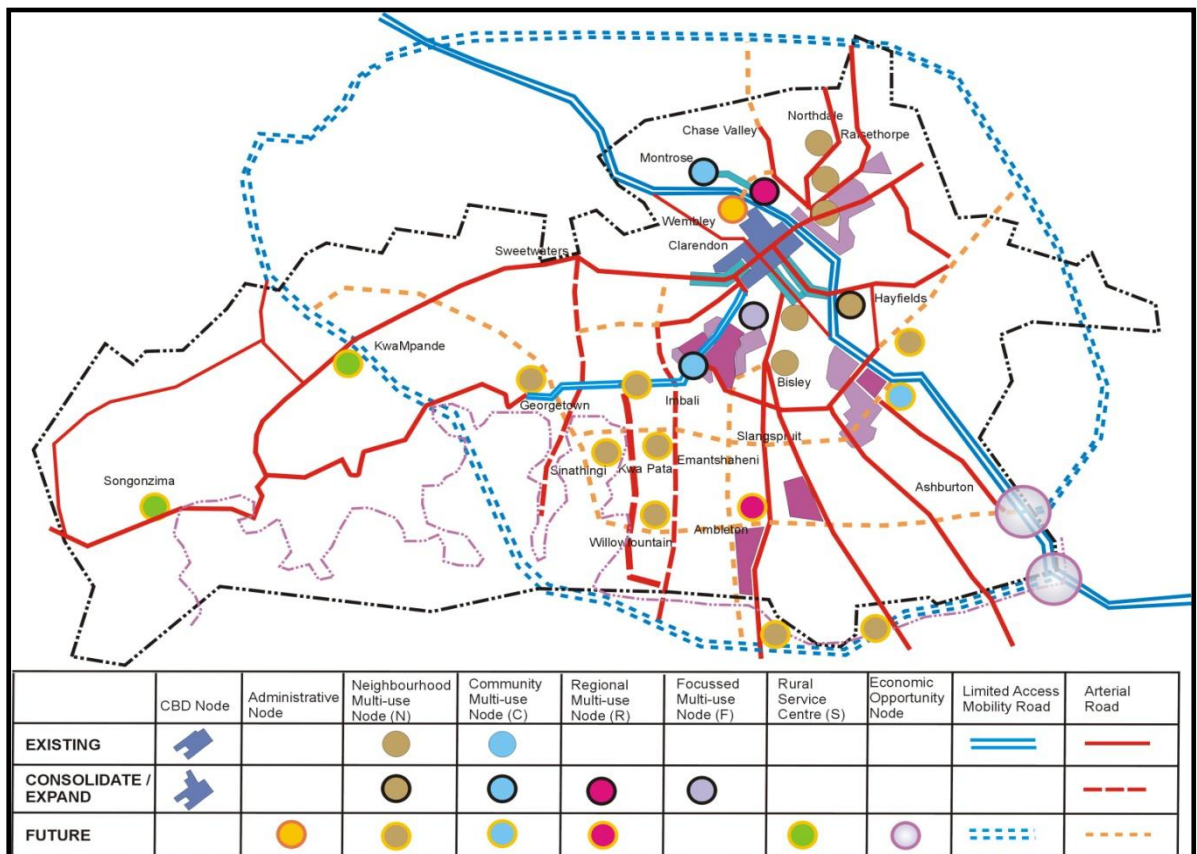 Northdale
Chase Valley
Raisethorpe
Montrose
Wembley
Clarendon
Sweetwaters
Hayfields
KwaMpande
Bisley
Georgetown
Imbali
Slangspruit
Sinathingi
Kwa Pata
Emantshaheni
Songonzima
Ashburton
Ambleton
Willowfountain
CBD Node
Administrative
Node
Neighbourhood
Multi-use
Node (N)
Community
Multi-use
Node (C)
Regional
Multi-use
Node (R)
Focussed
Multi-use
Node (F)
Rural
Service
Centre (S)
Economic
Opportunity
Node
Limited Access
Mobility Road
Arterial
Road
EXISTING
CONSOLIDATE /
EXPAND
FUTURE